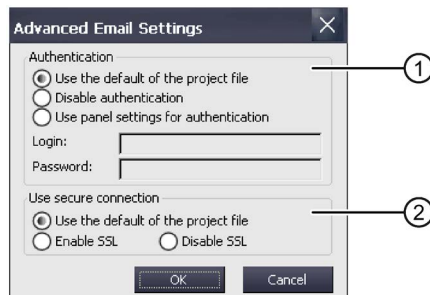 Advanced Email Settings
Authentication
1
Use the default of the project file
Disable authentication
Use panel settings for authentication
Login:
Password:
Use secure connection
2
Use the default of the project file
Enable SSL Disable SSL
OK Cancel